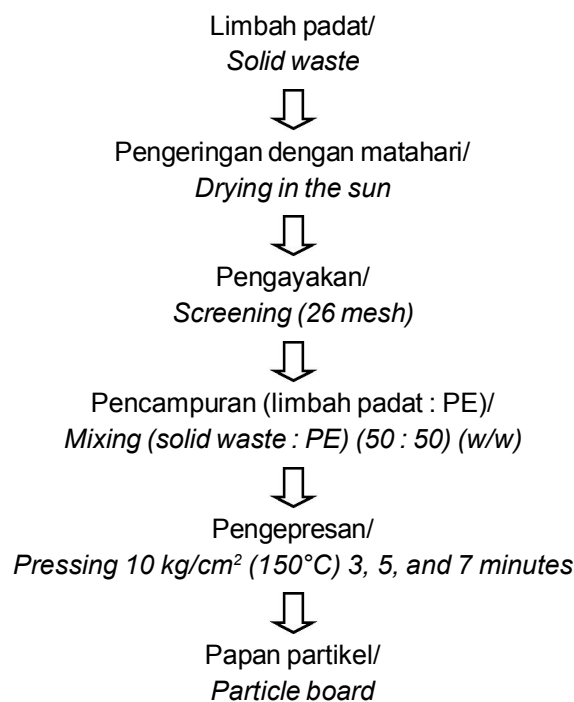 Limbah padat/
Solid waste
Pengeringan dengan matahari/
Drying in the sun
Pengayakan/
Screening (26 mesh)
Pencampuran (limbah padat : PE)/
Mixing (solid waste : PE) (50 : 50) (w/w)
Pengepresan/
Pressing 10 kg/cm² (150°C) 3, 5, and 7 minutes
Papan partikel/
Particle board